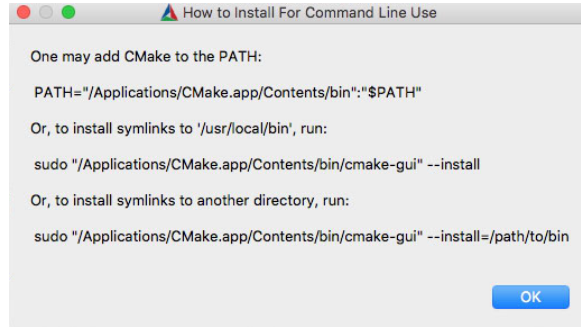 How to Install For Command Line Use
One may add CMake to the PATH:
PATH="/Applications/CMake.app/Contents/bin":"$PATH"
Or, to install symlinks to '/usr/local/bin', run:
sudo "/Applications/CMake.app/Contents/bin/cmake-gui" --install
Or, to install symlinks to another directory, run:
sudo "/Applications/CMake.app/Contents/bin/cmake-gui" --install=/path/to/bin
OK